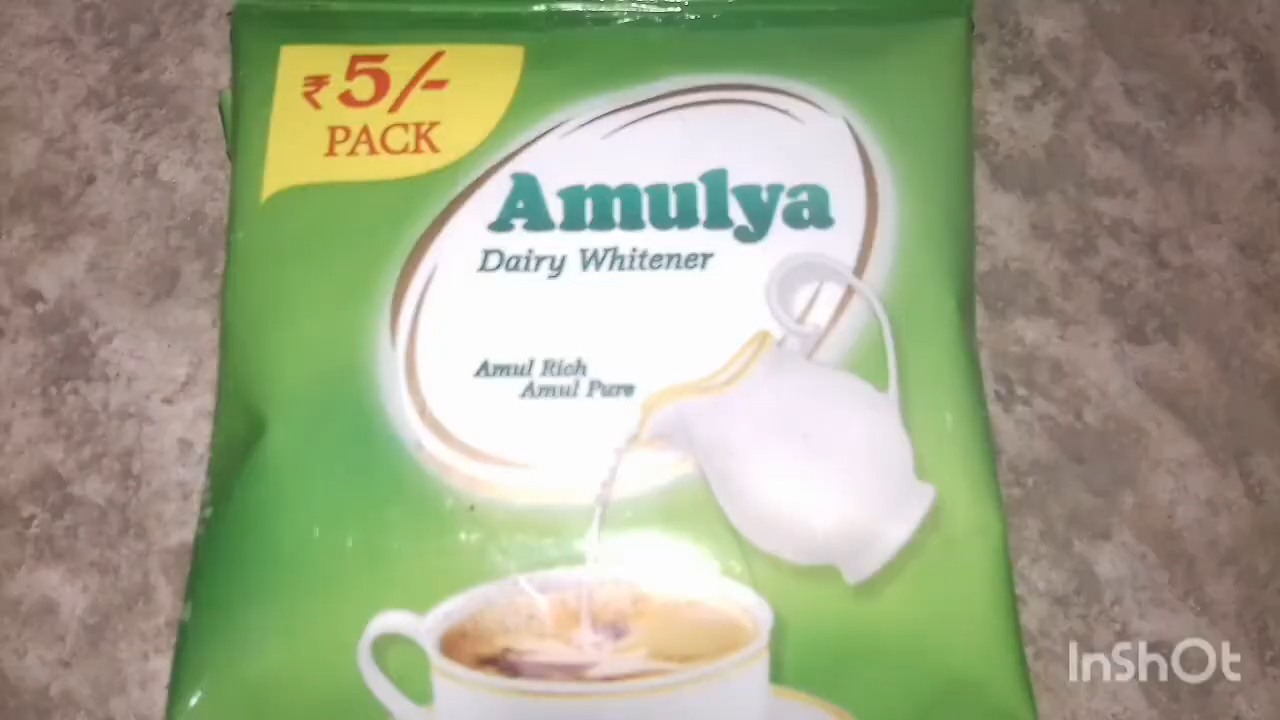 ₹5/-
PACK
Amulya
Dairy Whitener
Amul Rich
Amul Pure
InShOt